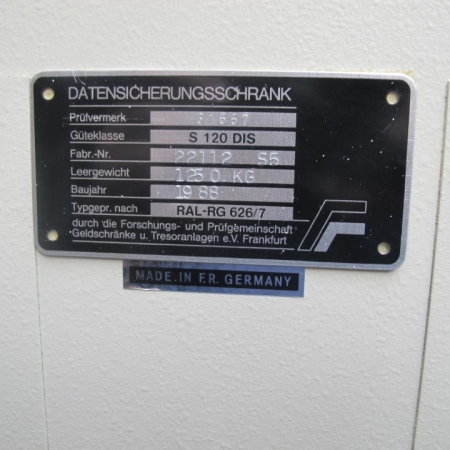 DATENSICHERUNGSSCHRANK
Prüfvermerk
Güteklasse S 120 DIS
Fabr.-Nr. 22112 S5
Leergewicht 1250 KG
Baujahr 1988
Typgepr. nach RAL-RG 626/7
durch die Forschungs- und Prüfgemeinschaft
Geldschränke u. Tresoranlagen e.V. Frankfurt
MADE IN F.R. GERMANY